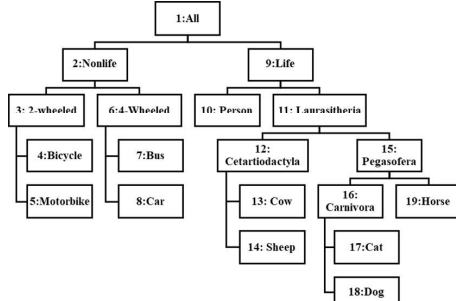 1:All
2:Nonlife
9:Life
3: 2-wheeled
6:4-Wheeled
10: Person
11: Laurasitheria
4:Bicycle
7:Bus
12:
Cetartiodactyla
15:
Pegasofera
5:Motorbike
8:Car
13: Cow
16:
Carnivora
19:Horse
14: Sheep
17:Cat
18:Dog